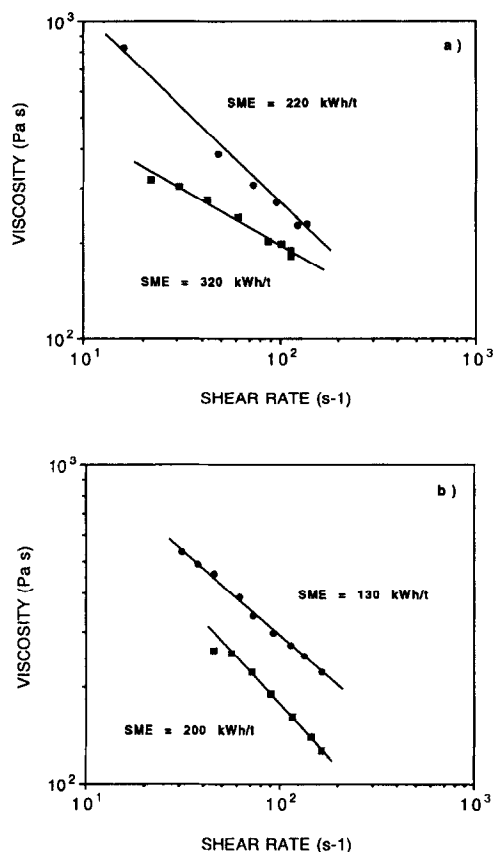 a )
10³
SME = 220 kWh/t
VISCOSITY (Pa s)
SME = 320 kWh/t
10²
10¹ 10² 10³
SHEAR RATE (s-1)
b )
10³
SME = 130 kWh/t
VISCOSITY (Pa s)
SME = 200 kWh/t
10²
10¹ 10² 10³
SHEAR RATE (s-1)